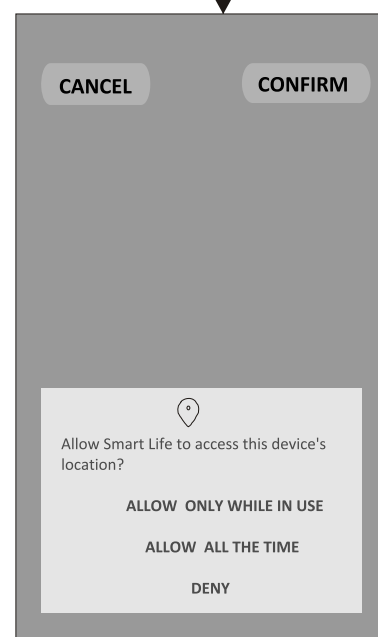 CANCEL
CONFIRM
Allow Smart Life to access this device's
location?
ALLOW ONLY WHILE IN USE
ALLOW ALL THE TIME
DENY